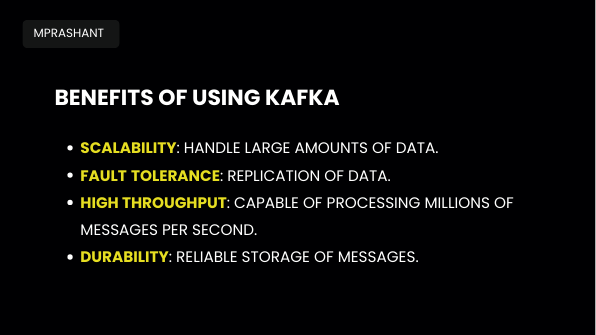 MPRASHANT
BENEFITS OF USING KAFKA
• SCALABILITY: HANDLE LARGE AMOUNTS OF DATA.
• FAULT TOLERANCE: REPLICATION OF DATA.
• HIGH THROUGHPUT: CAPABLE OF PROCESSING MILLIONS OF
MESSAGES PER SECOND.
• DURABILITY: RELIABLE STORAGE OF MESSAGES.